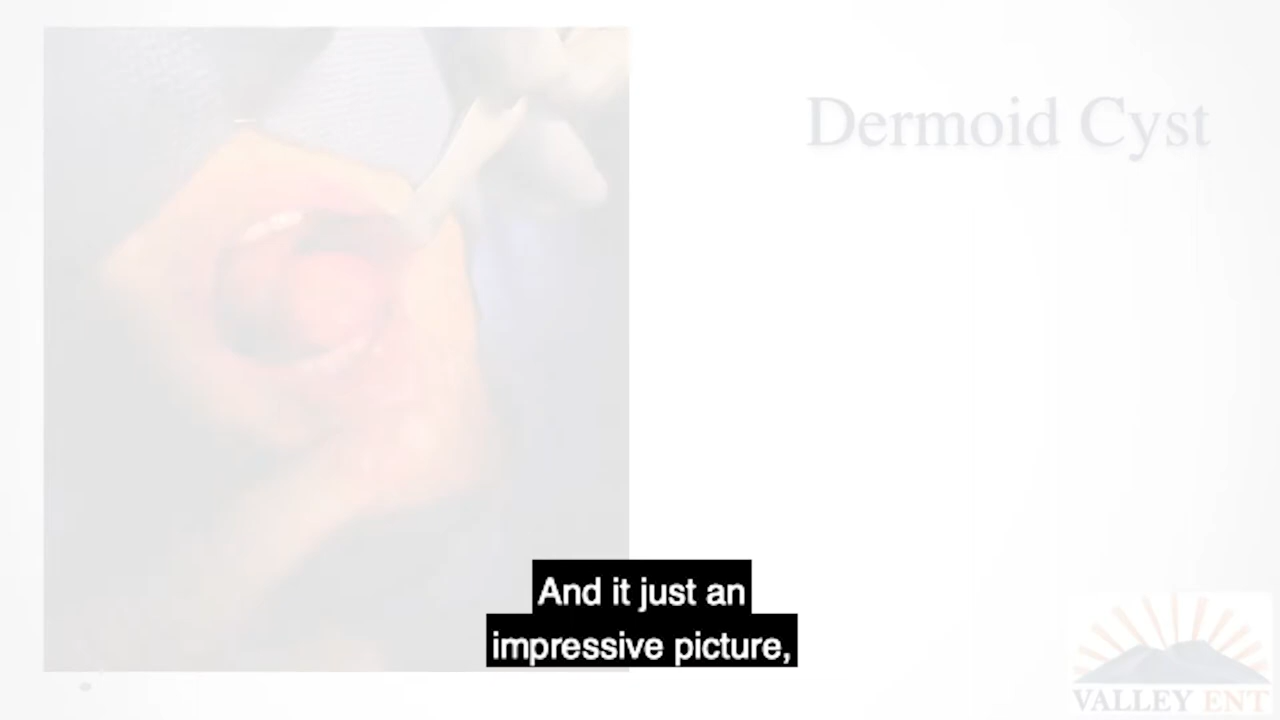 Dermoid Cyst
And it just an
impressive picture,
VALLEY ENT